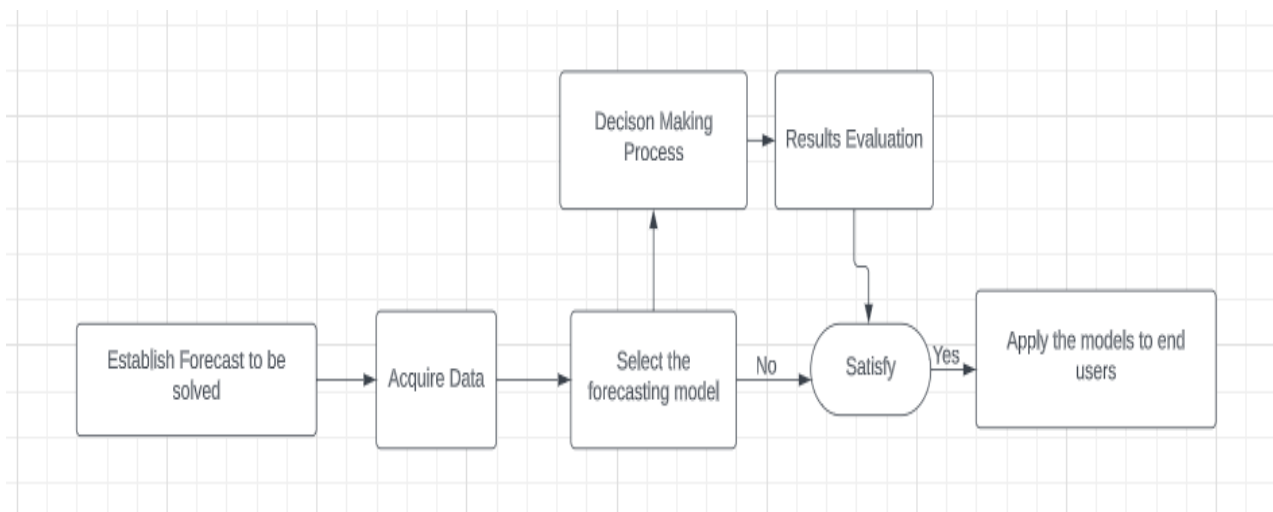 Decison Making
Process
Results Evaluation
Establish Forecast to be
solved
Acquire Data
Select the
forecasting model
No
Satisfy
Yes
Apply the models to end
users